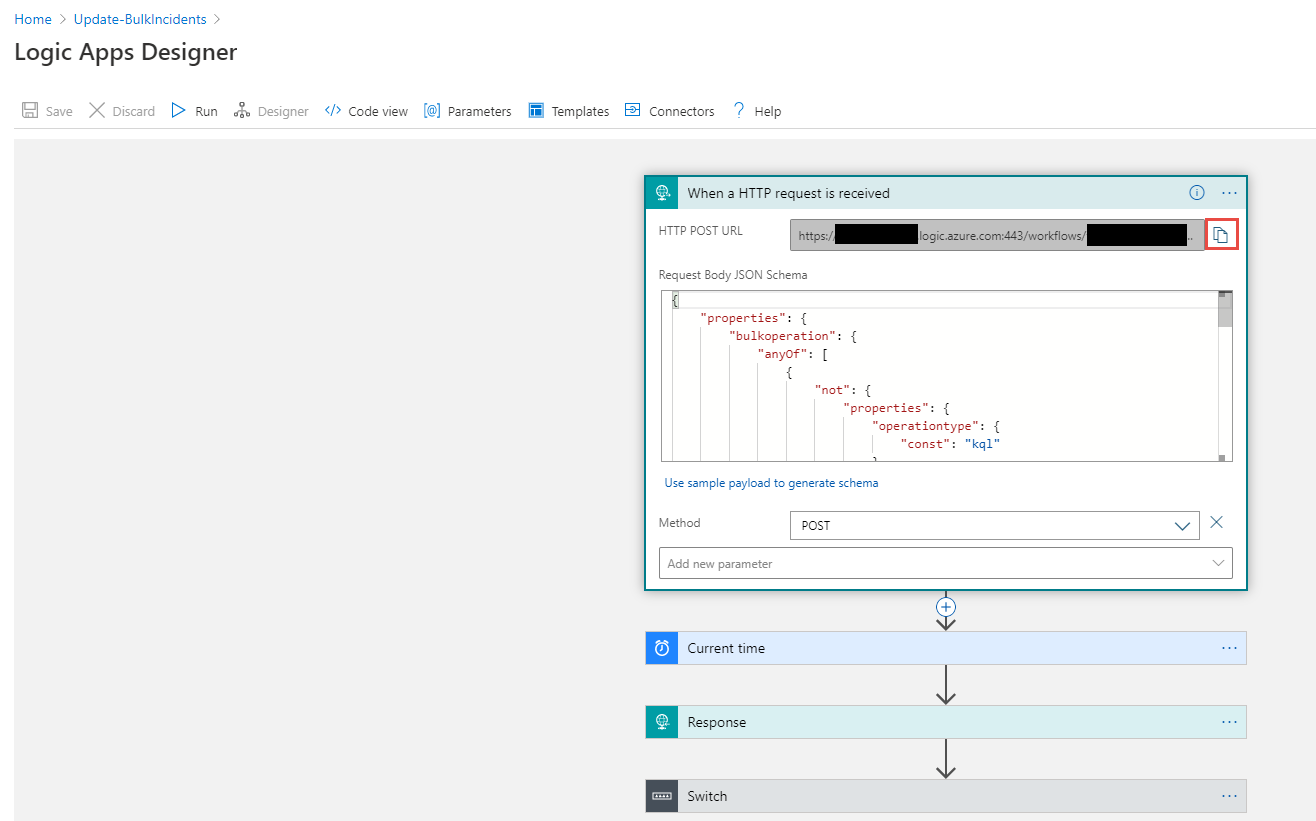 Home > Update-BulkIncidents >
Logic Apps Designer
Save Discard Run Designer Code view Parameters Templates Connectors ? Help
When a HTTP request is received
HTTP POST URL https:/ .logic.azure.com:443/workflows/ ..
Request Body JSON Schema
{
"properties": {
"bulkoperation": {
"anyOf": [
{
"not": {
"properties": {
"operationtype": {
"const": "kql"
}
Use sample payload to generate schema
Method POST
Add new parameter
Current time
Response
Switch